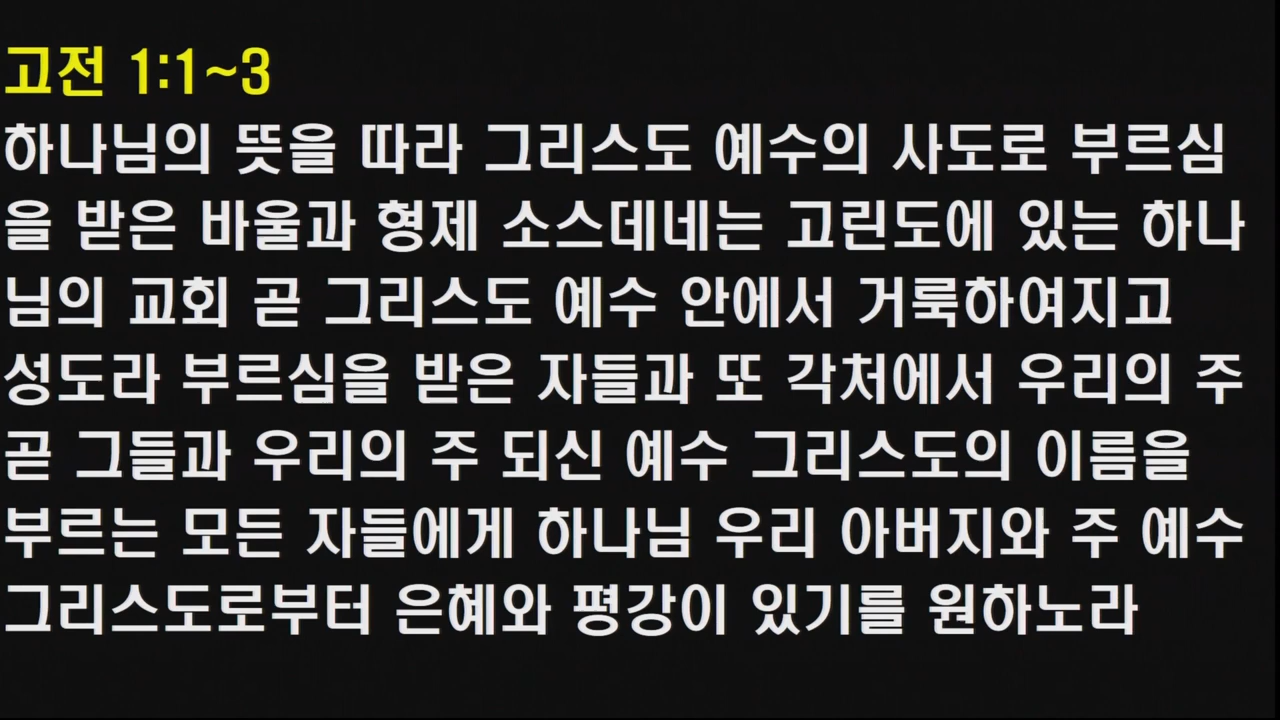 고전 1:1~3
하나님의 뜻을 따라 그리스도 예수의 사도로 부르심
을 받은 바울과 형제 소스데네는 고린도에 있는 하나
님의 교회 곧 그리스도 예수 안에서 거룩하여지고
성도라 부르심을 받은 자들과 또 각처에서 우리의 주
곧 그들과 우리의 주 되신 예수 그리스도의 이름을
부르는 모든 자들에게 하나님 우리 아버지와 주 예수
그리스도로부터 은혜와 평강이 있기를 원하노라